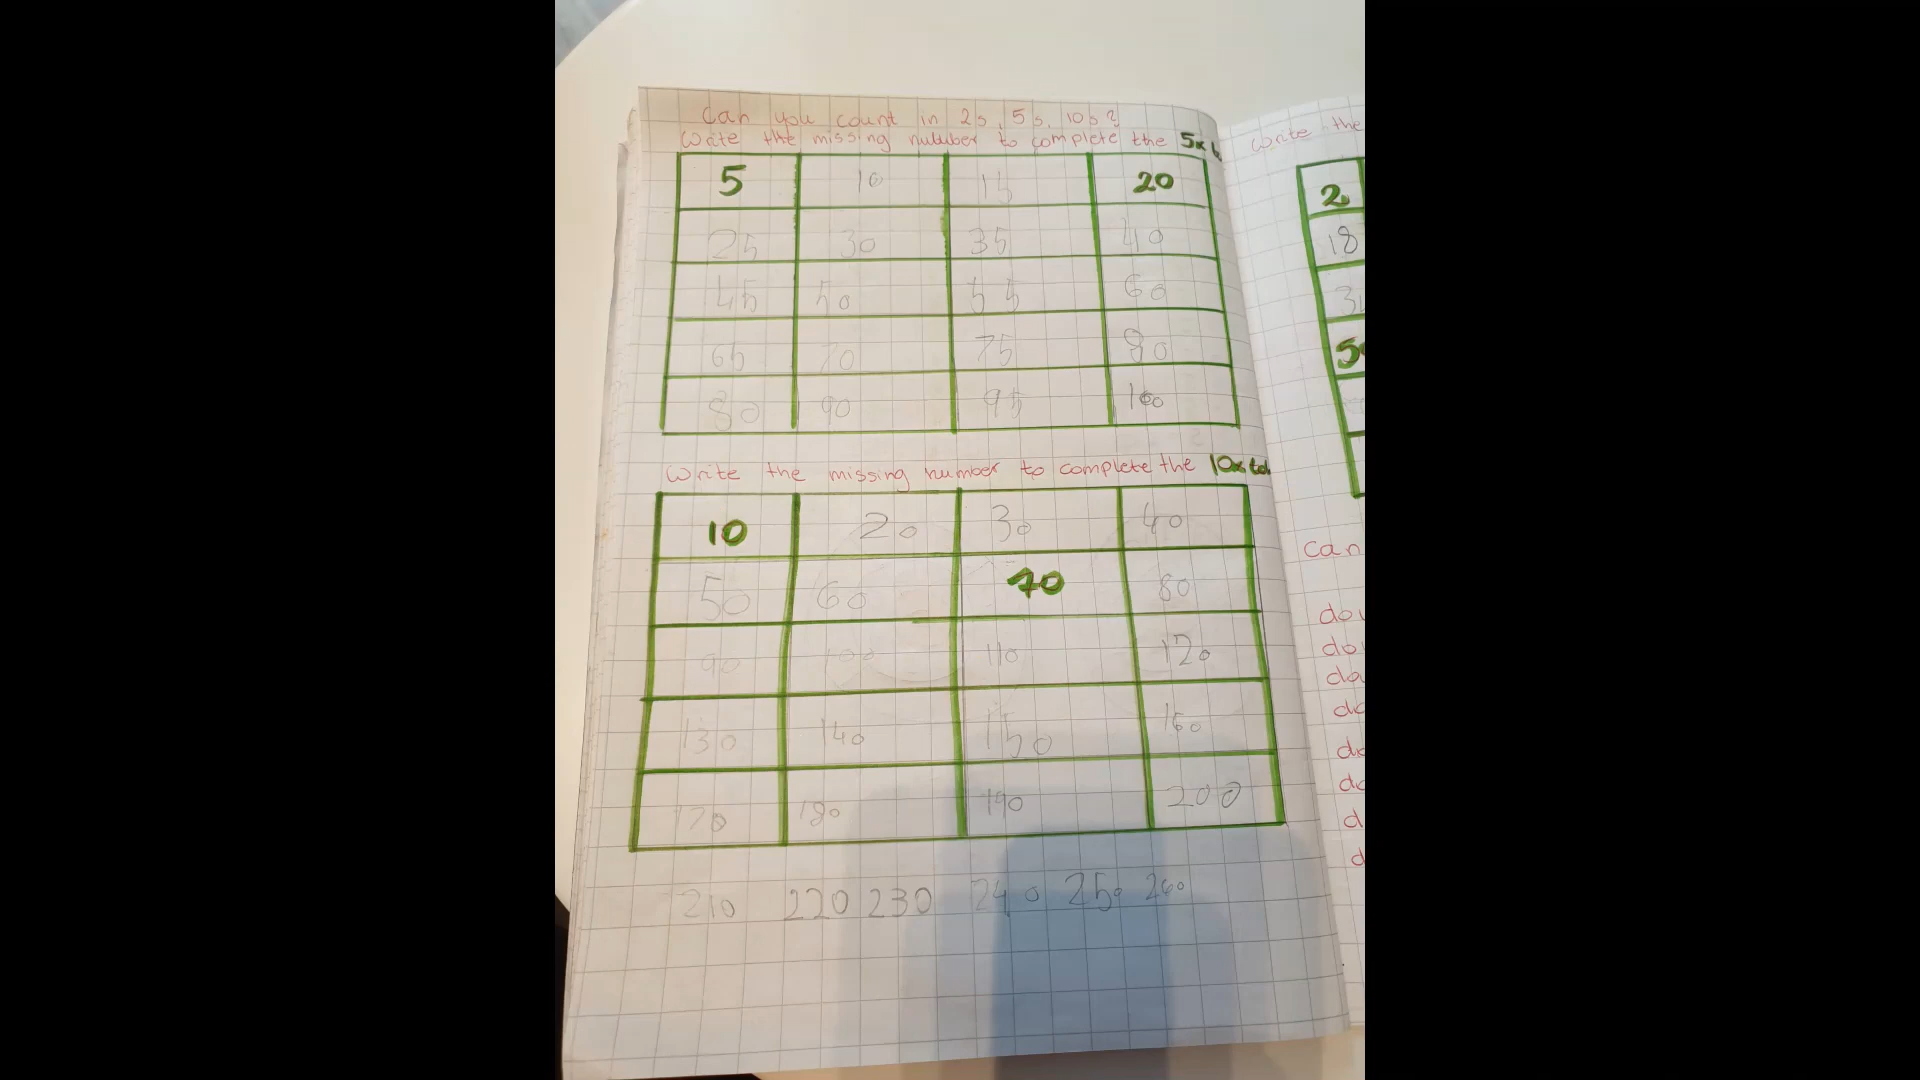 Can you count in 2s, 5s, 10s?
Write the missing number to complete the 5x
5 10 15 20
25 30 35 40
45 50 55 60
65 70 75 80
80 90 95 100
Write the missing number to complete the 10x
10 20 30 40
50 60 70 80
90 100 110 120
130 140 150 160
170 180 190 200
210 220 230 240 250 260
Write the
2
18
Can